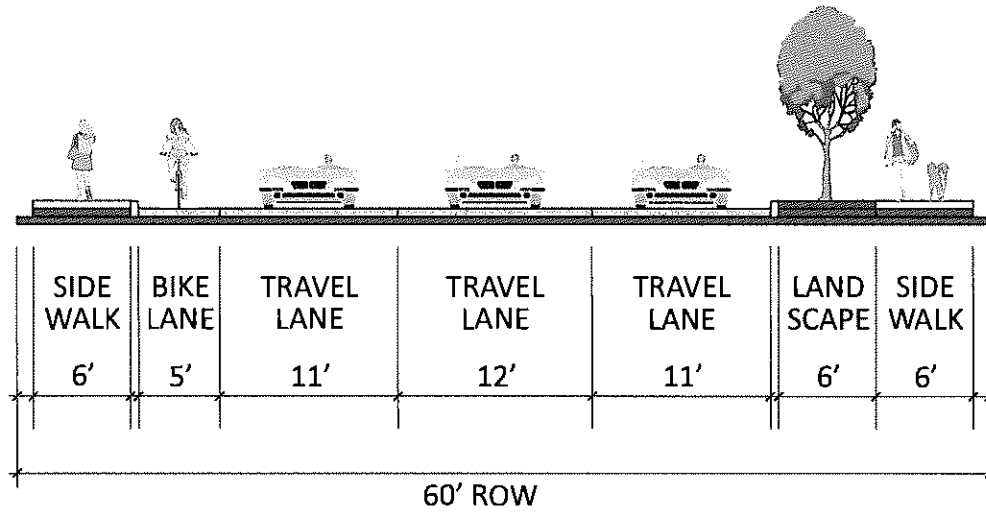 SIDE
WALK
6'
BIKE
LANE
5'
TRAVEL
LANE
11'
TRAVEL
LANE
12'
TRAVEL
LANE
11'
LAND
SCAPE
6'
SIDE
WALK
6'
60' ROW